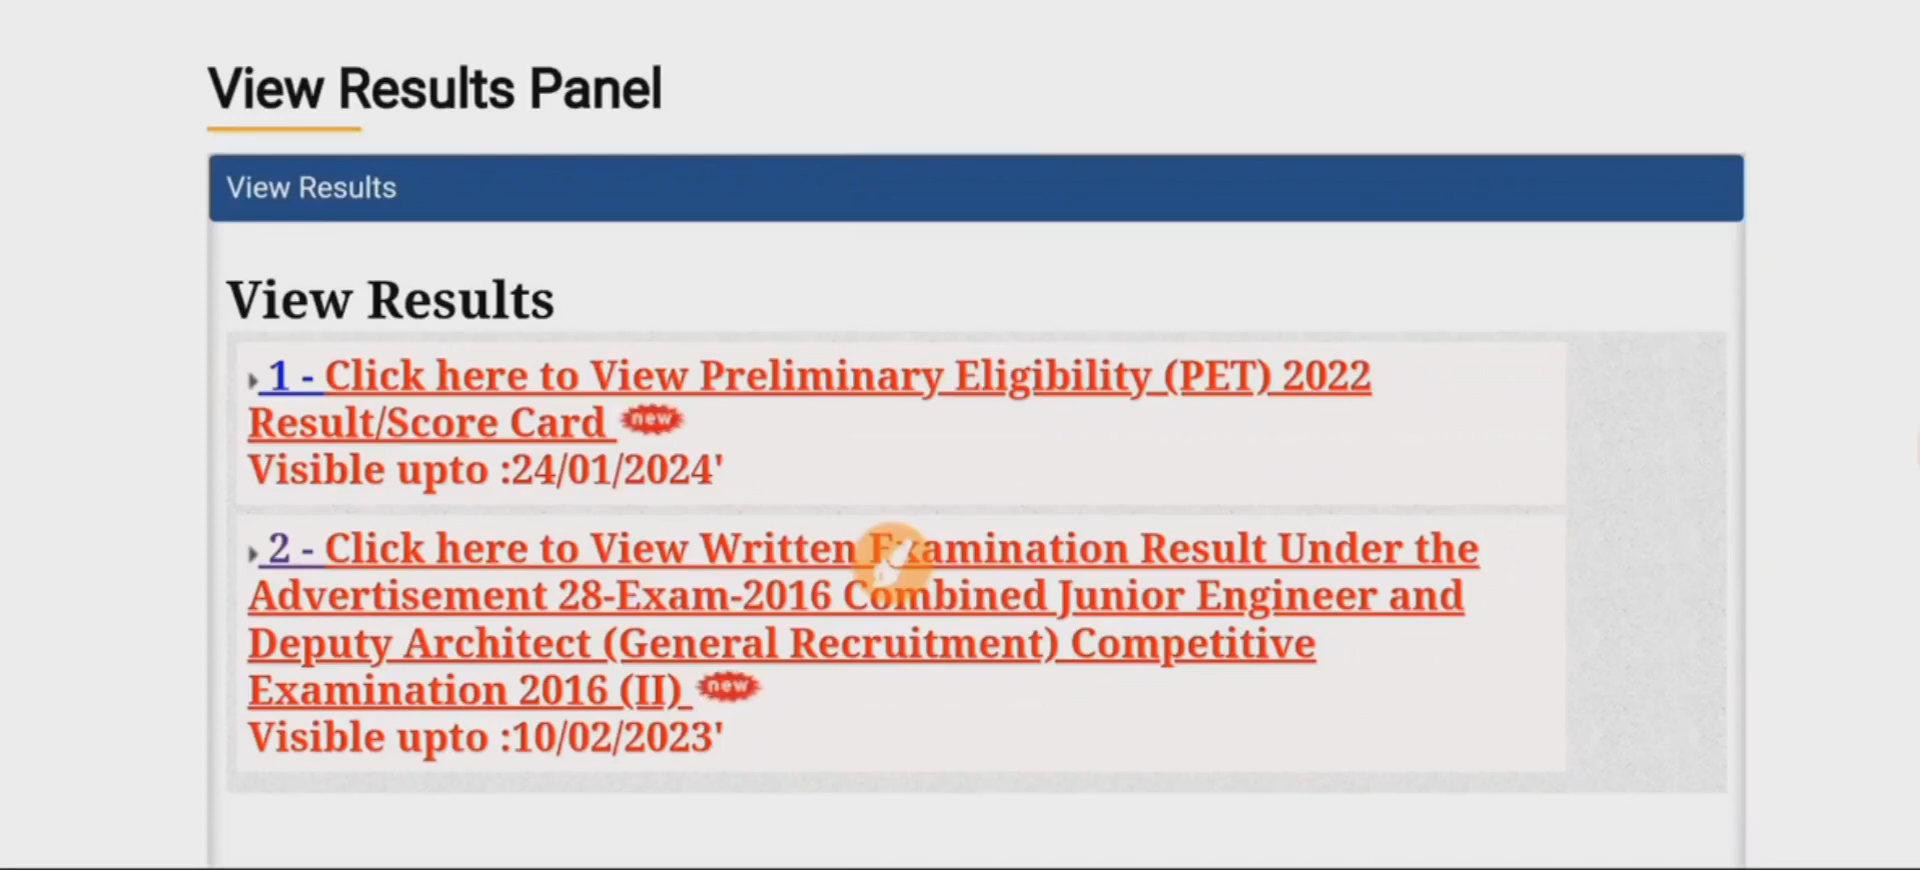 View Results Panel
View Results
View Results
1 - Click here to View Preliminary Eligibility (PET) 2022
Result/Score Card new
Visible upto :24/01/2024'
2 - Click here to View Written Examination Result Under the
Advertisement 28-Exam-2016 Combined Junior Engineer and
Deputy Architect (General Recruitment) Competitive
Examination 2016 (II) new
Visible upto :10/02/2023'